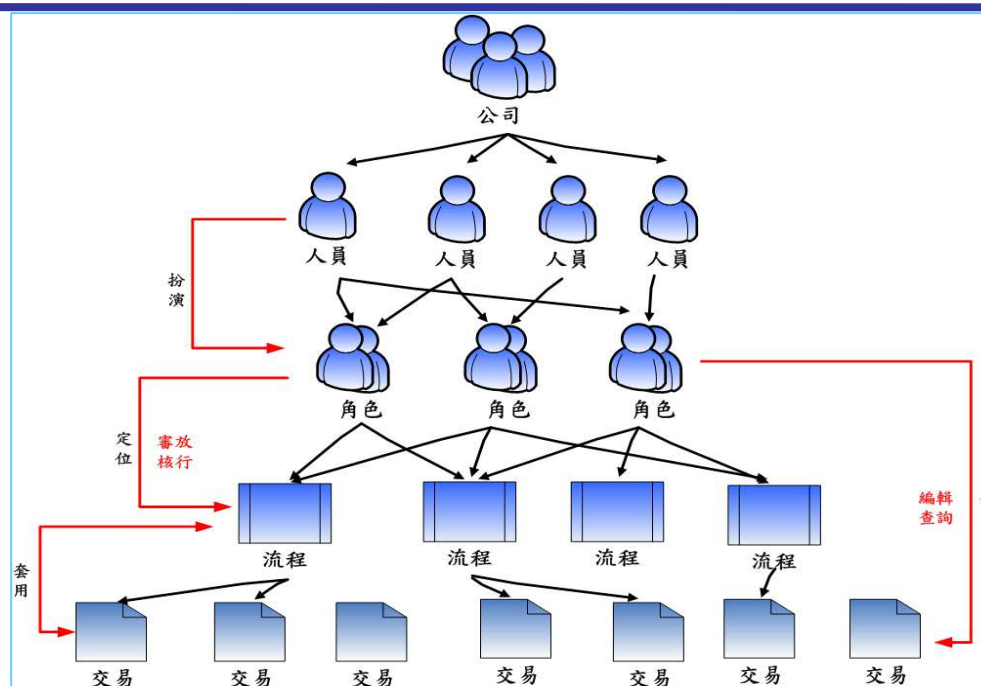 公司
人員 人員 人員 人員
扮演
角色 角色 角色
定位
審核
放行
流程 流程 流程 流程
編輯
查詢
套用
交易 交易 交易 交易 交易 交易 交易